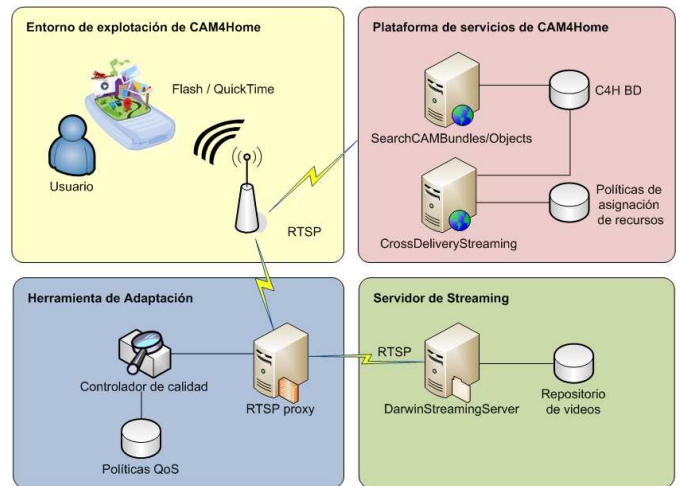 Entorno de explotación de CAM4Home
Flash / QuickTime
Usuario
RTSP
Plataforma de servicios de CAM4Home
C4H BD
SearchCAMBundles/Objects
Políticas de
asignación
de recursos
CrossDeliveryStreaming
Herramienta de Adaptación
Controlador de calidad
RTSP proxy
Políticas QoS
Servidor de Streaming
RTSP
DarwinStreamingServer
Repositorio
de videos